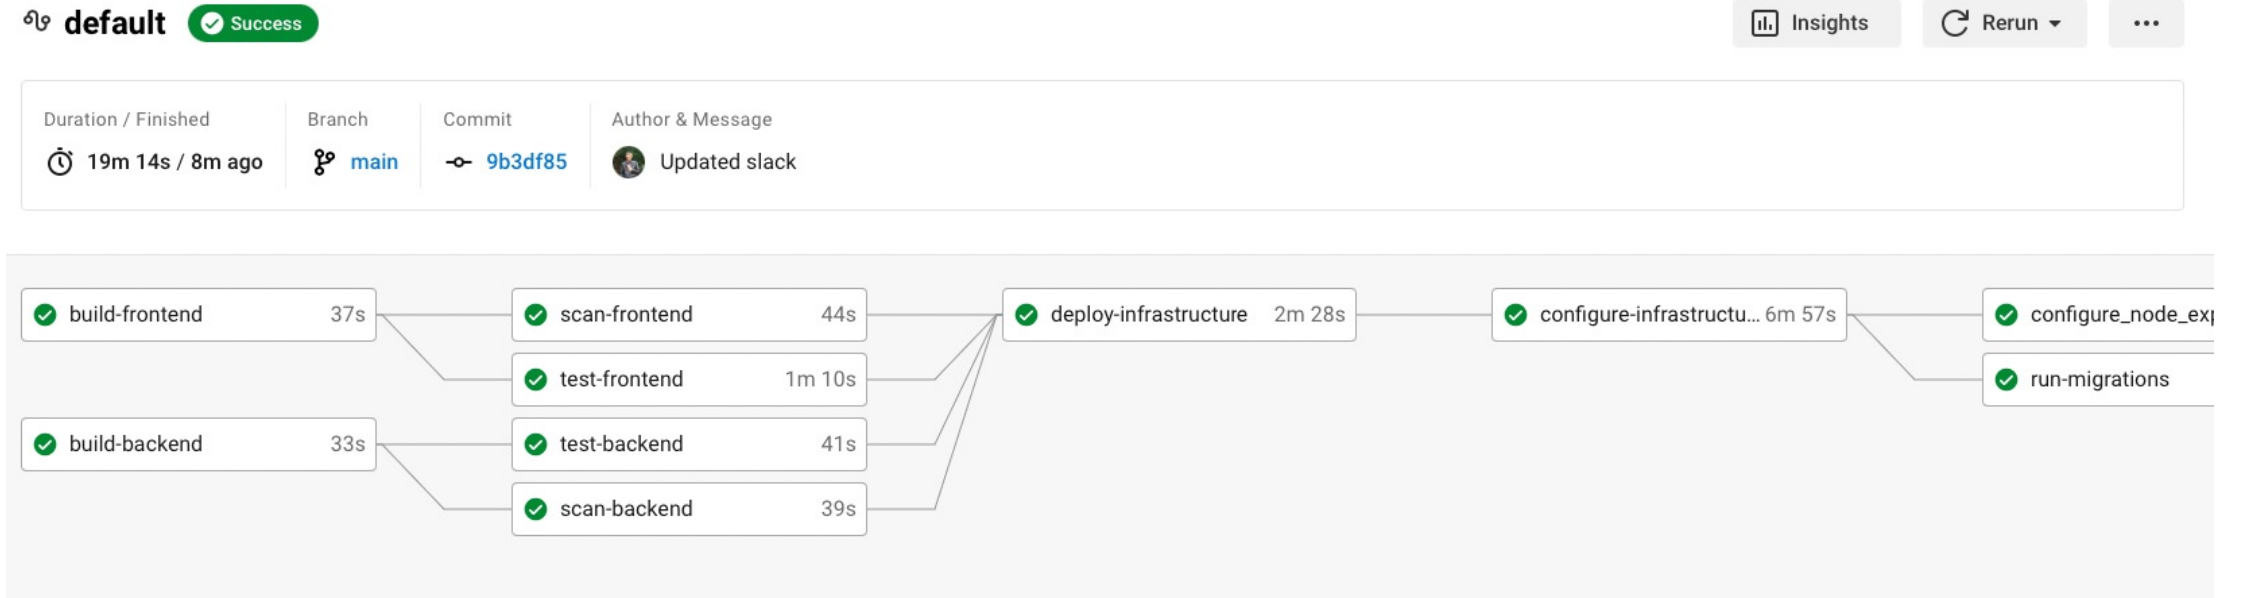 default Success Insights Rerun ...
Duration / Finished Branch Commit Author & Message
19m 14s / 8m ago main 9b3df85 Updated slack
build-frontend 37s scan-frontend 44s deploy-infrastructure 2m 28s configure-infrastructu... 6m 57s configure_node_exp
test-frontend 1m 10s run-migrations
build-backend 33s test-backend 41s
scan-backend 39s